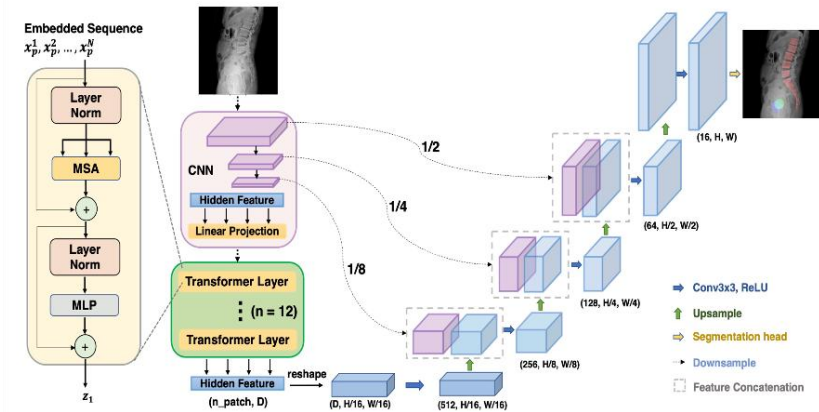 Embedded Sequence
x_p^1, x_p^2, ..., x_p^N
Layer
Norm
MSA
+
Layer
Norm
MLP
+
z_1
CNN
Hidden Feature
Linear Projection
Transformer Layer
(n = 12)
Transformer Layer
Hidden Feature
(n_patch, D)
reshape
(D, H/16, W/16)
(512, H/16, W/16)
1/2
1/4
1/8
(256, H/8, W/8)
(128, H/4, W/4)
(64, H/2, W/2)
(16, H, W)
Conv3x3, ReLU
Upsample
Segmentation head
Downsample
Feature Concatenation